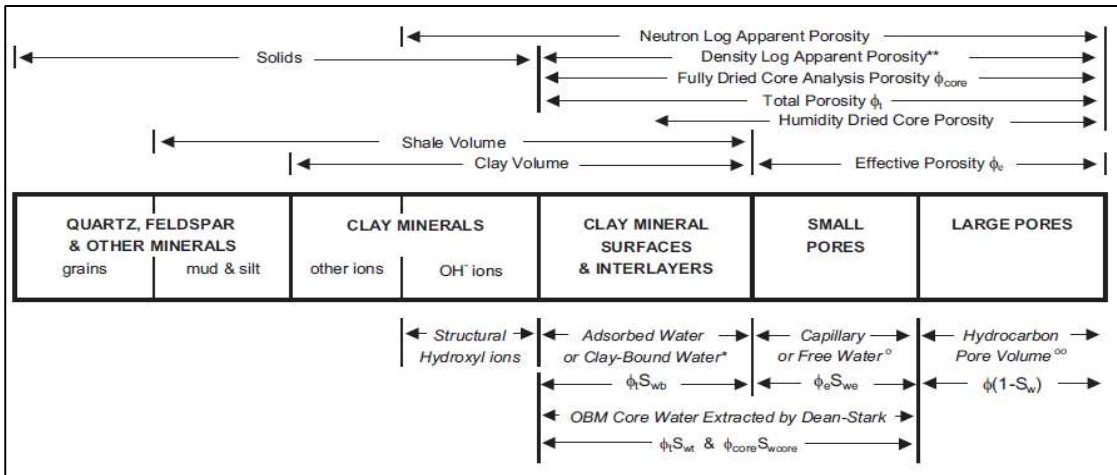 Neutron Log Apparent Porosity
Solids
Density Log Apparent Porosity**
Fully Dried Core Analysis Porosity ϕcore
Total Porosity ϕt
Humidity Dried Core Porosity
Shale Volume
Clay Volume
Effective Porosity ϕe
QUARTZ, FELDSPAR
& OTHER MINERALS
grains
mud & silt
CLAY MINERALS
other ions
OH⁻ ions
CLAY MINERAL
SURFACES
& INTERLAYERS
SMALL
PORES
LARGE PORES
Structural
Hydroxyl ions
Adsorbed Water
or Clay-Bound Water*
ϕtSwb
Capillary
or Free Water°
ϕeSwe
Hydrocarbon
Pore Volume°°
ϕ(1-Sw)
OBM Core Water Extracted by Dean-Stark
ϕtSwt & ϕcoreSwcore